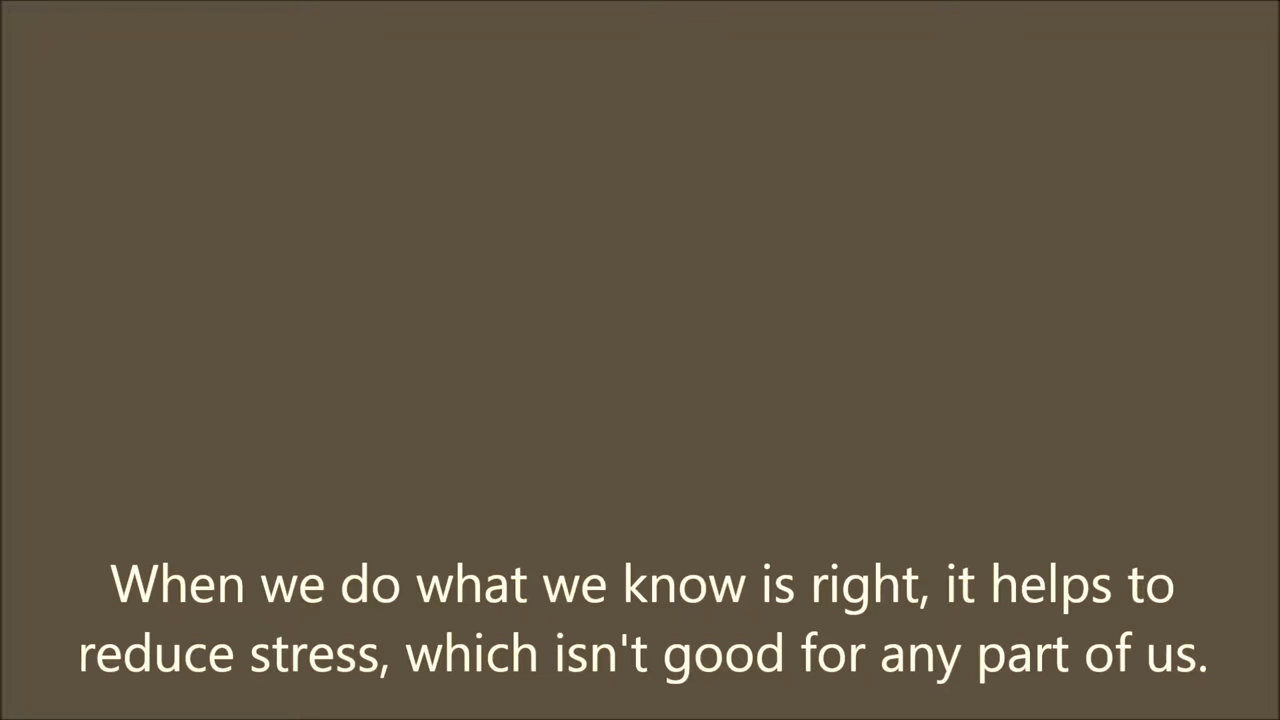 When we do what we know is right, it helps to
reduce stress, which isn't good for any part of us.